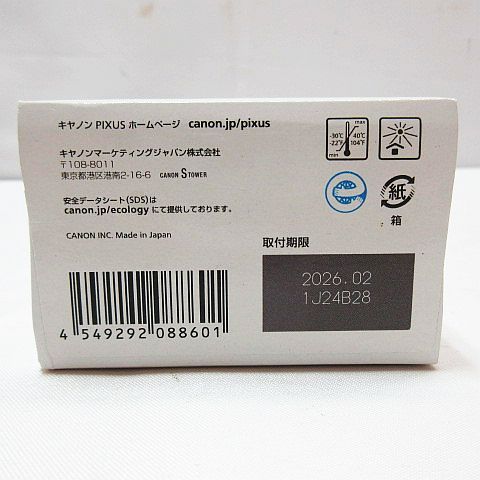 キヤノン PIXUS ホームページ canon.jp/pixus
キヤノンマーケティングジャパン株式会社
〒108-8011
東京都港区港南2-16-6 CANON S TOWER
安全データシート(SDS)は
canon.jp/ecology にて提供しております。
CANON INC. Made in Japan
4 549292 088601
max
-30°C 40°C
-22°F 104°F
min
紙
箱
取付期限
2026.02
1J24B28